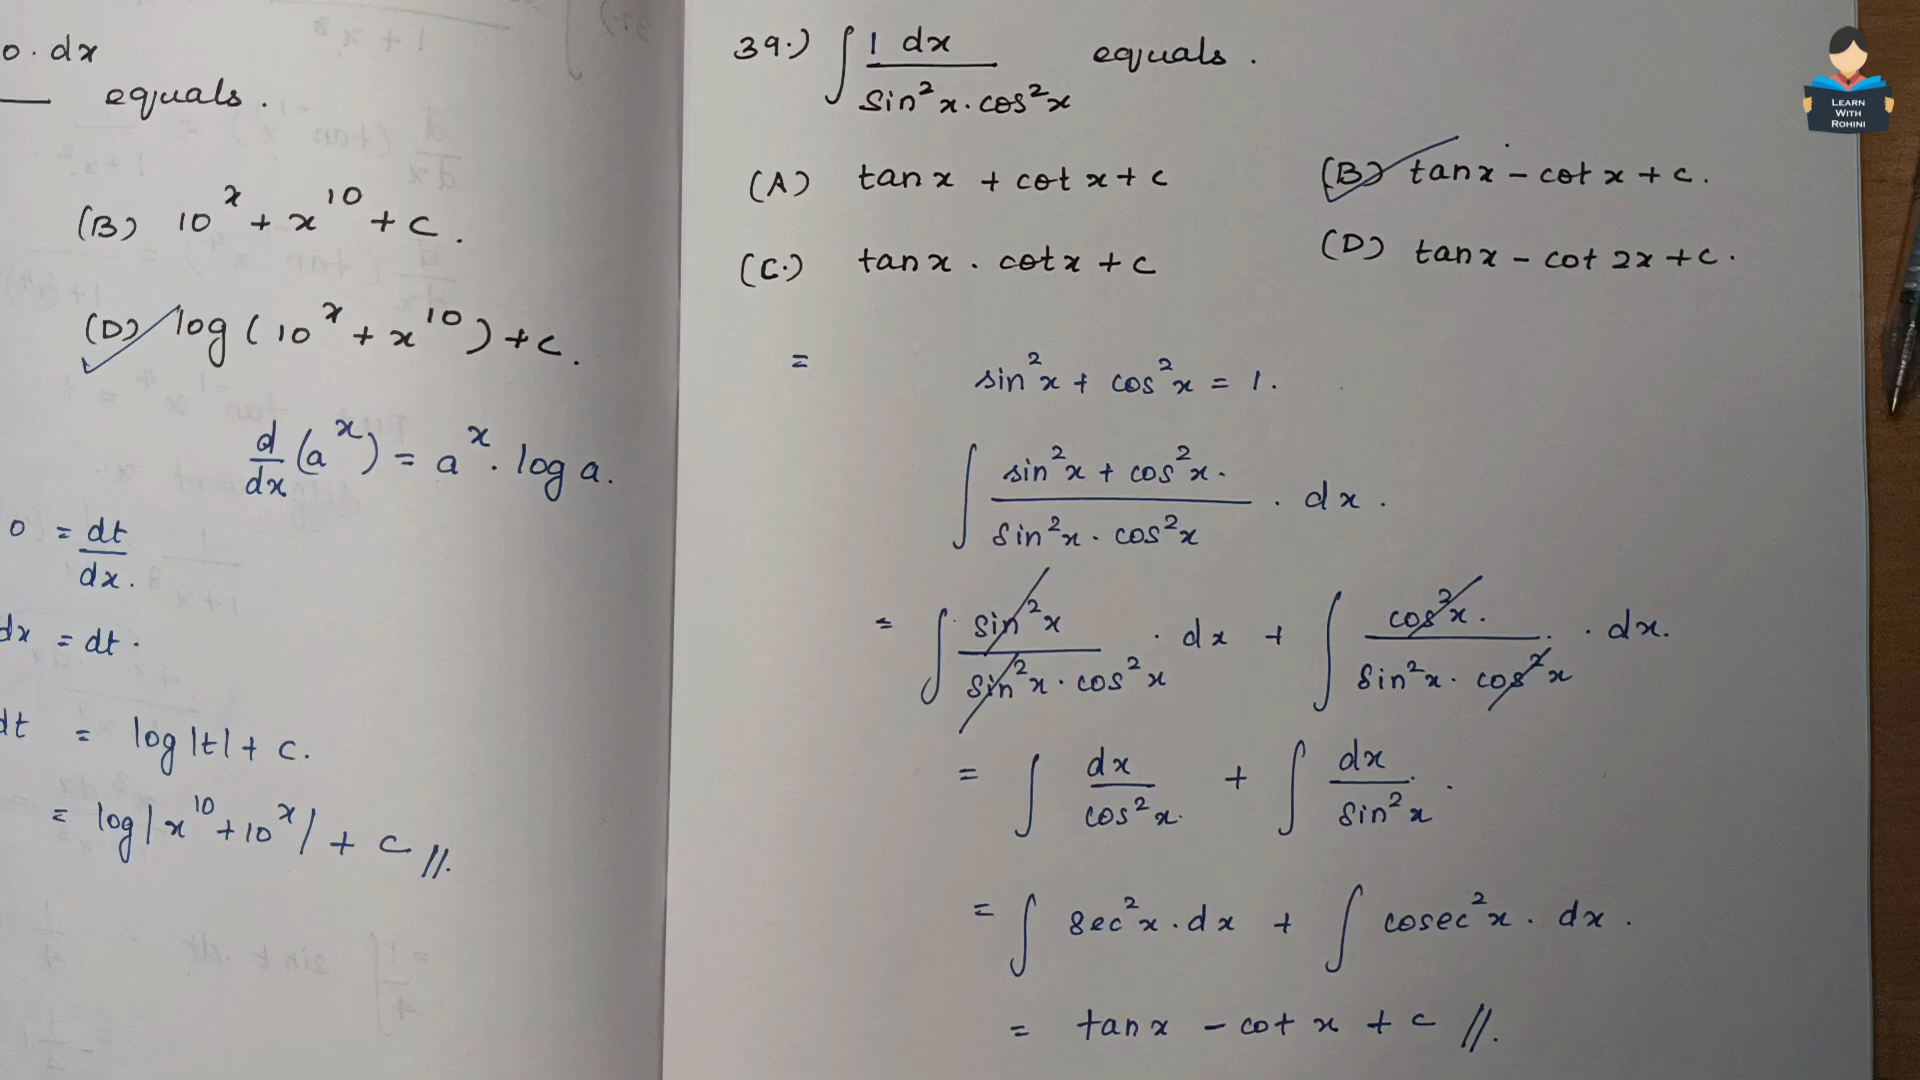 0. dx
equals.
(B) 10^x + x^10 + c.
(D) log (10^x + x^10) + c.
d/dx (a^x) = a^x. log a.
0 = dt/dx.
dx = dt.
dt = log |t| + c.
= log |x^10 + 10^x| + c //.
39.) ∫ 1 dx / sin²x. cos²x equals.
(A) tan x + cot x + c (B) tan x – cot x + c.
(C.) tan x . cot x + c (D) tan x – cot 2x + c.
= sin²x + cos²x = 1.
∫ sin²x + cos²x. / sin²x. cos²x . dx.
= ∫ sin²x / sin²x. cos²x . dx + ∫ cos²x. / sin²x. cos²x . dx.
= ∫ dx / cos²x. + ∫ dx / sin²x .
= ∫ sec²x. dx + ∫ cosec²x. dx.
= tan x – cot x + c //.
LEARN
WITH
ROHINI